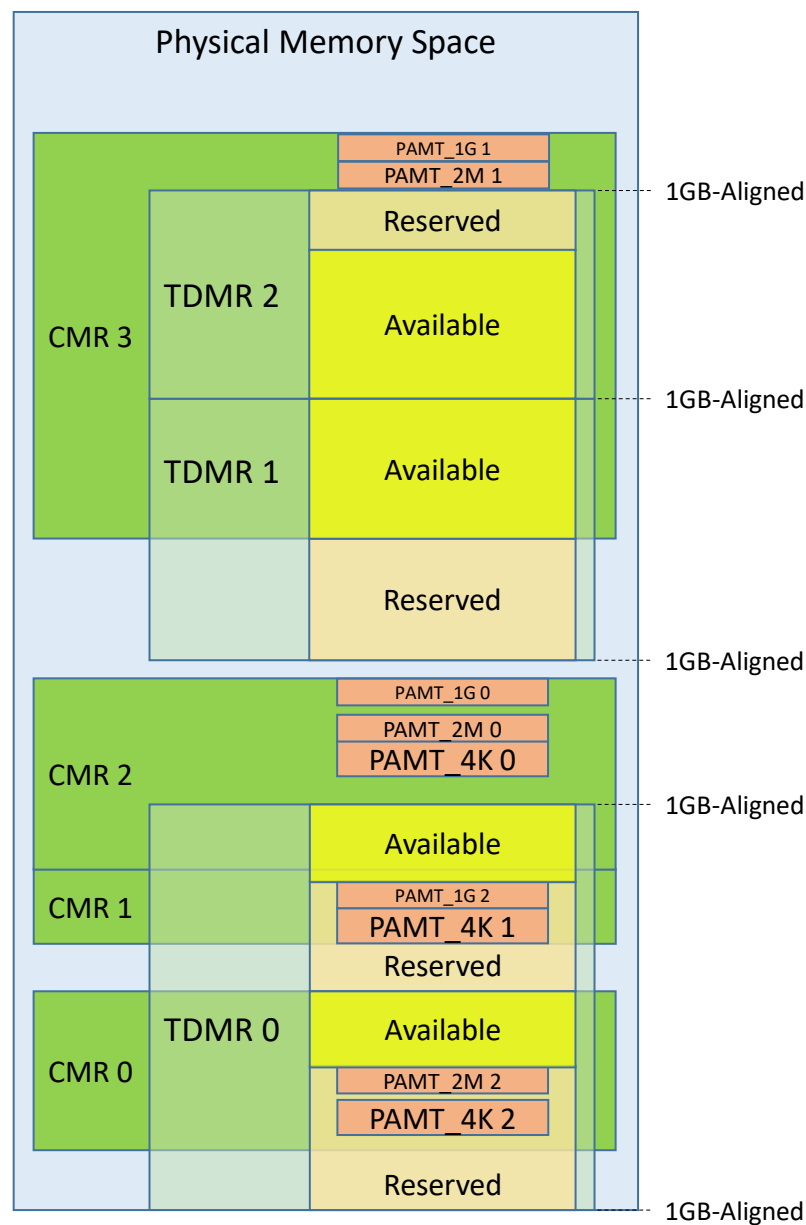 Physical Memory Space
PAMT_1G 1
PAMT_2M 1
1GB-Aligned
Reserved
TDMR 2
Available
CMR 3
1GB-Aligned
TDMR 1
Available
Reserved
1GB-Aligned
PAMT_1G 0
PAMT_2M 0
PAMT_4K 0
CMR 2
1GB-Aligned
Available
PAMT_1G 2
CMR 1
PAMT_4K 1
Reserved
TDMR 0
Available
CMR 0
PAMT_2M 2
PAMT_4K 2
Reserved
1GB-Aligned